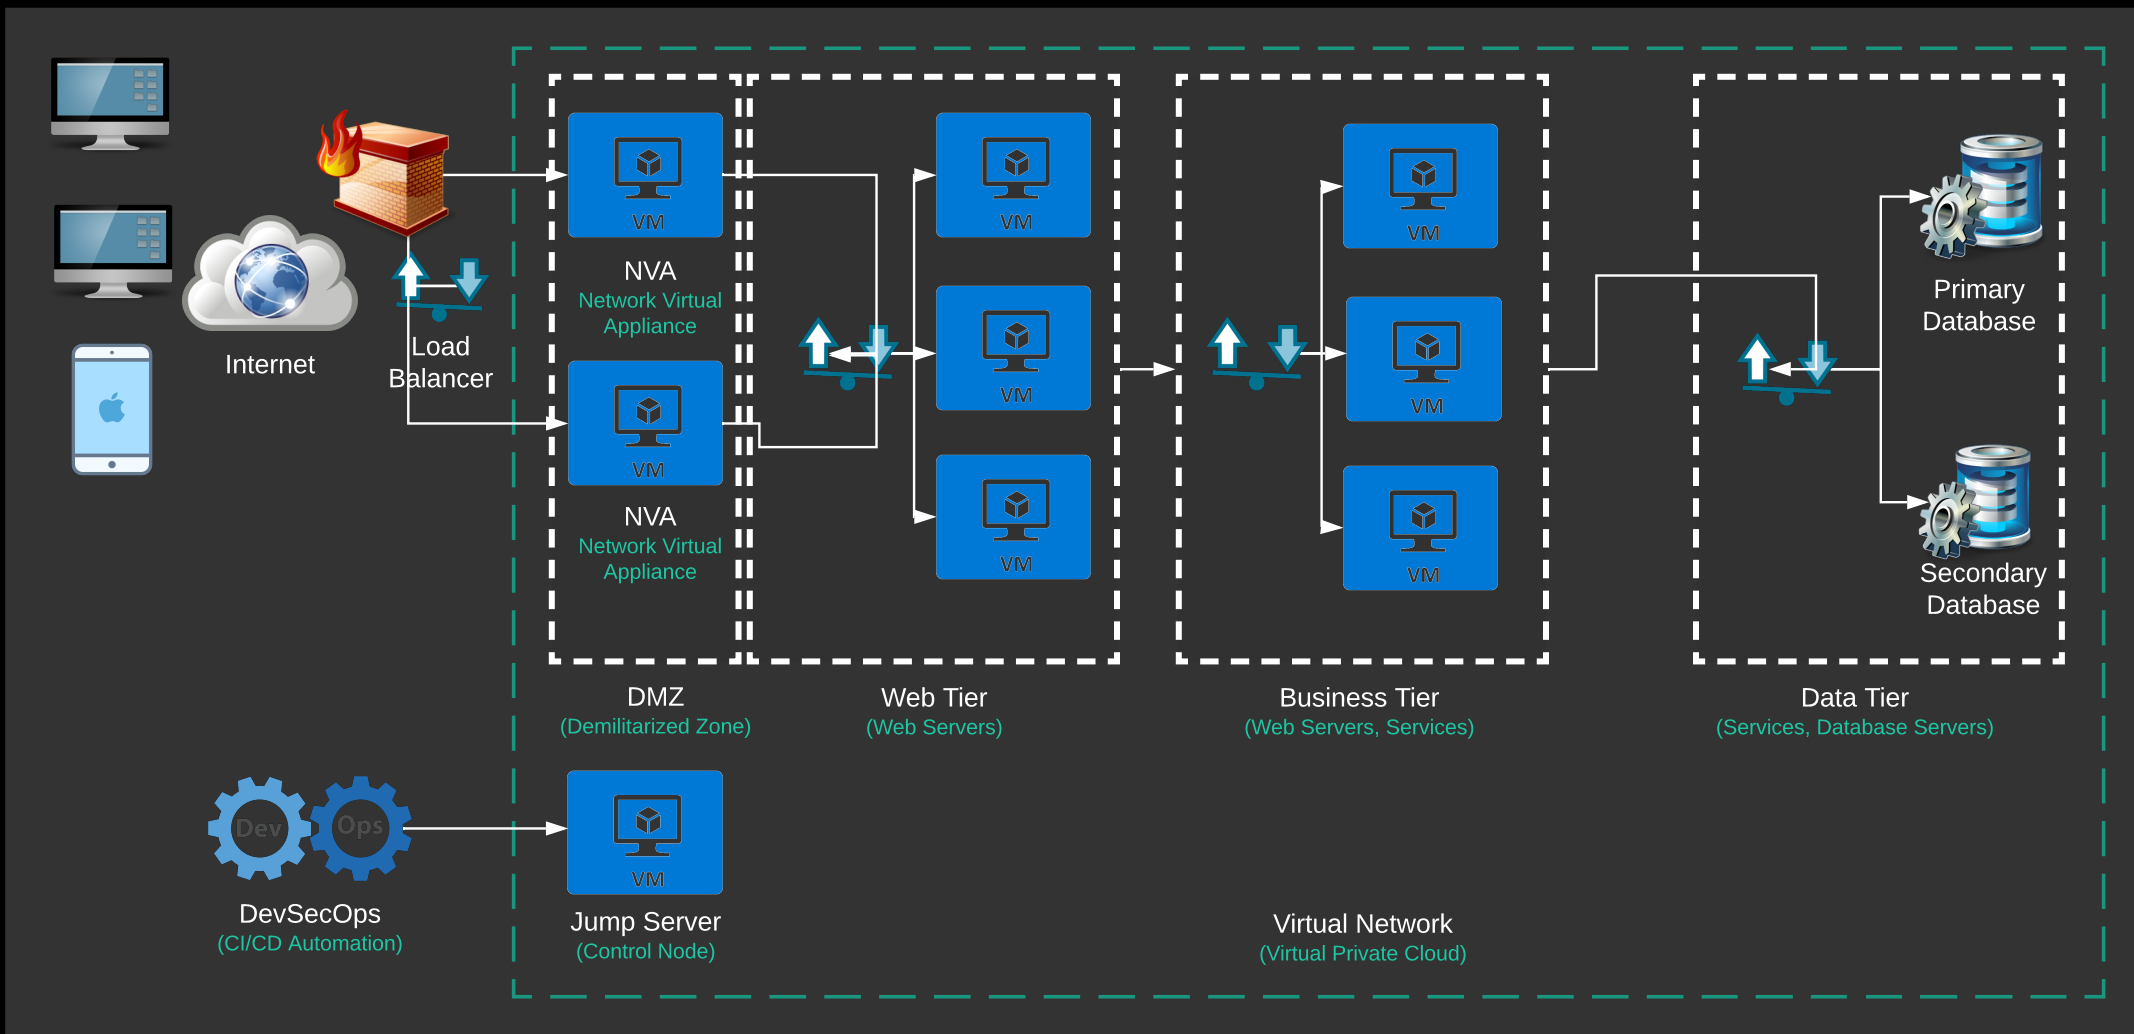 Internet
Load
Balancer
VM
NVA
Network Virtual
Appliance
VM
NVA
Network Virtual
Appliance
VM
VM
VM
VM
VM
VM
Primary
Database
Secondary
Database
DMZ
(Demilitarized Zone)
Web Tier
(Web Servers)
Business Tier
(Web Servers, Services)
Data Tier
(Services, Database Servers)
Dev
Ops
DevSecOps
(CI/CD Automation)
VM
Jump Server
(Control Node)
Virtual Network
(Virtual Private Cloud)